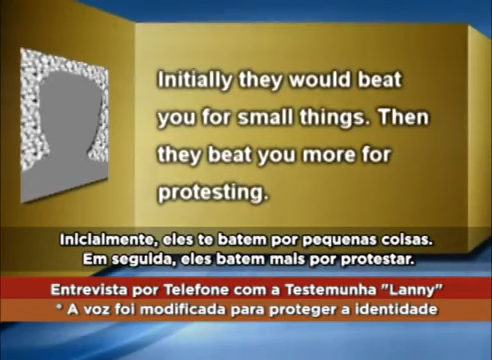 Initially they would beat
you for small things. Then
they beat you more for
protesting.
Inicialmente, eles te batem por pequenas coisas.
Em seguida, eles batem mais por protestar.
Entrevista por Telefone com a Testemunha "Lanny"
* A voz foi modificada para proteger a identidade